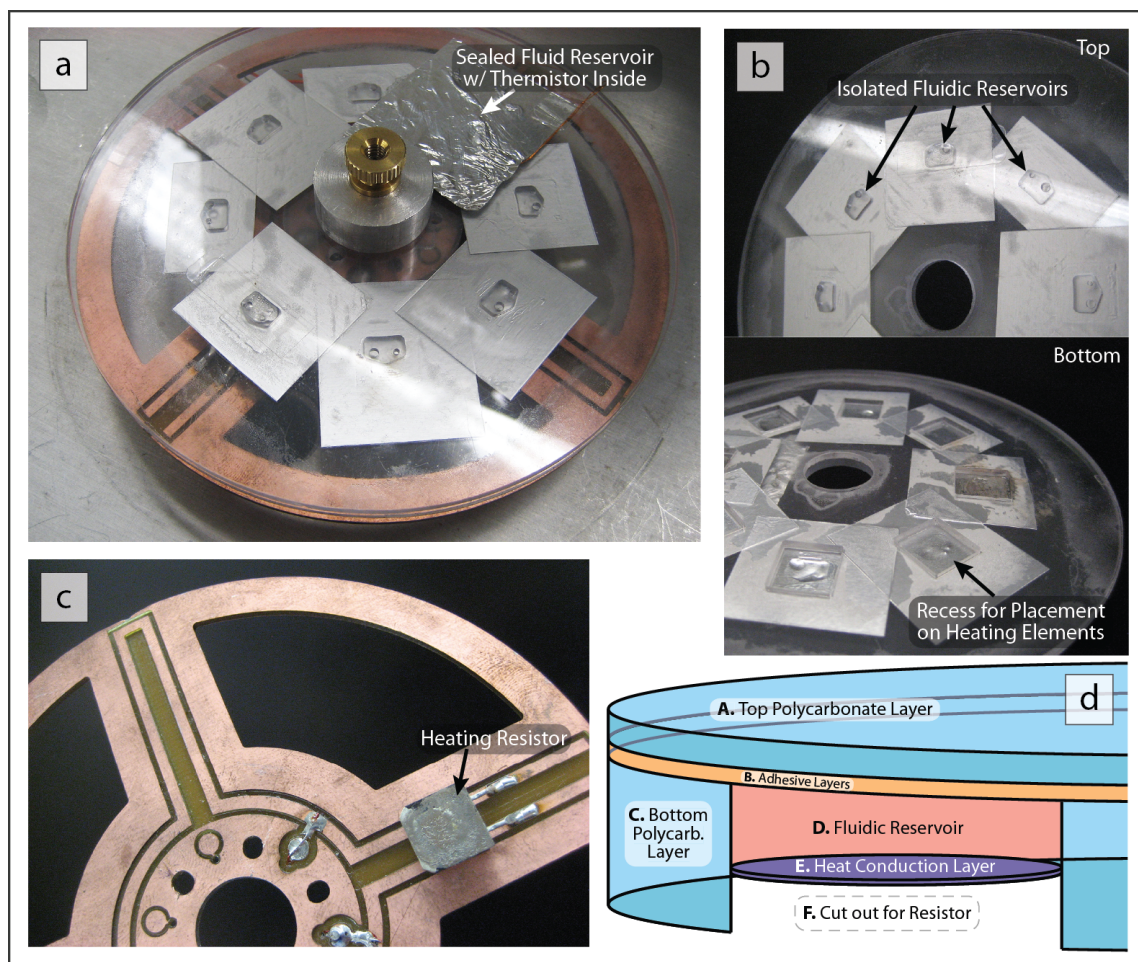 a
Sealed Fluid Reservoir
w/ Thermistor Inside
b
Top
Isolated Fluidic Reservoirs
Bottom
Recess for Placement
on Heating Elements
c
Heating Resistor
d
A. Top Polycarbonate Layer
B. Adhesive Layers
C. Bottom
Polycarb.
Layer
D. Fluidic Reservoir
E. Heat Conduction Layer
F. Cut out for Resistor